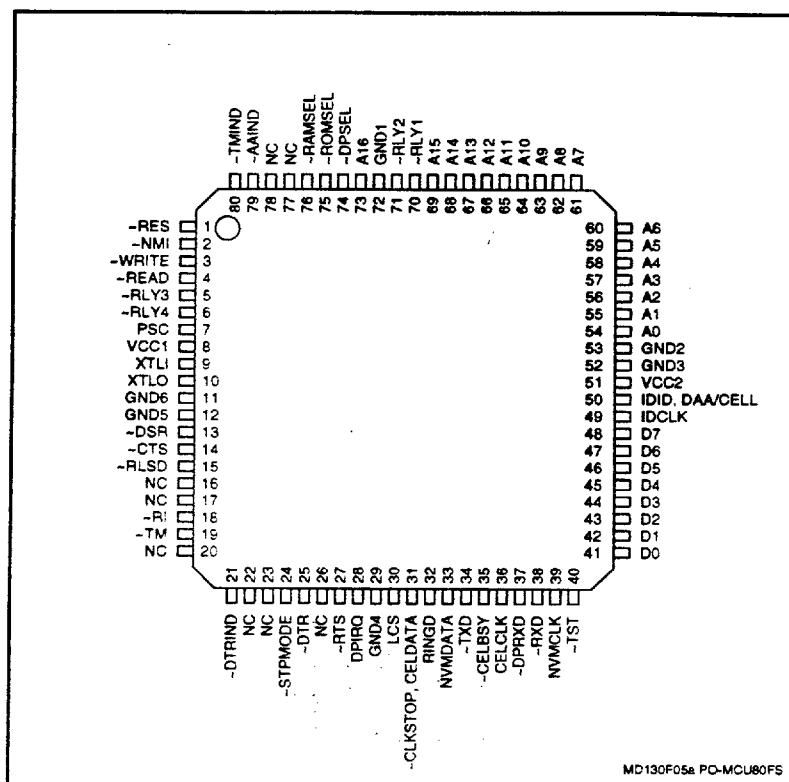 ~TMIND
~AAIND
NC
NC
~RAMSEL
~ROMSEL
~DPSEL
A16
GND1
~RLY2
~RLY1
A15
A14
A13
A12
A11
A10
A9
A8
A7
80 79 78 77 76 75 74 73 72 71 70 69 68 67 66 65 64 63 62 61
~RES 1
~NMI 2
~WRITE 3
~READ 4
~RLY3 5
~RLY4 6
PSC 7
VCC1 8
XTLI 9
XTLO 10
GND6 11
GND5 12
~DSR 13
~CTS 14
~RLSD 15
NC 16
NC 17
~RI 18
~TM 19
NC 20
60 A6
59 A5
58 A4
57 A3
56 A2
55 A1
54 A0
53 GND2
52 GND3
51 VCC2
50 IDID, DAA/CELL
49 IDCLK
48 D7
47 D6
46 D5
45 D4
44 D3
43 D2
42 D1
41 D0
21 22 23 24 25 26 27 28 29 30 31 32 33 34 35 36 37 38 39 40
~DTRIND
NC
NC
~STPMODE
~DTR
NC
~RTS
DPIRQ
GND4
LCS
~CLKSTOP, CELDATA
RINGD
NVMDATA
~TXD
~CELBSY
CELCLK
~DPRXD
~RXD
NVMCLK
~TST
MD130F05a PO-MCU80FS